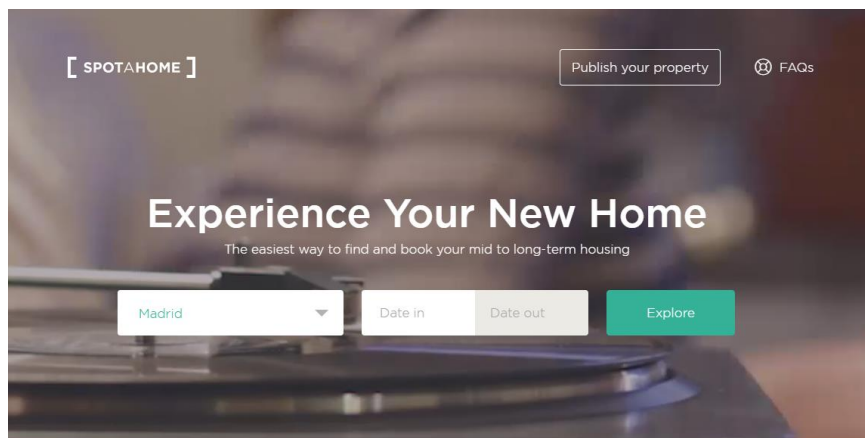 [ SPOTAHOME ]
Publish your property
FAQs
Experience Your New Home
The easiest way to find and book your mid to long-term housing
Madrid
Date in
Date out
Explore